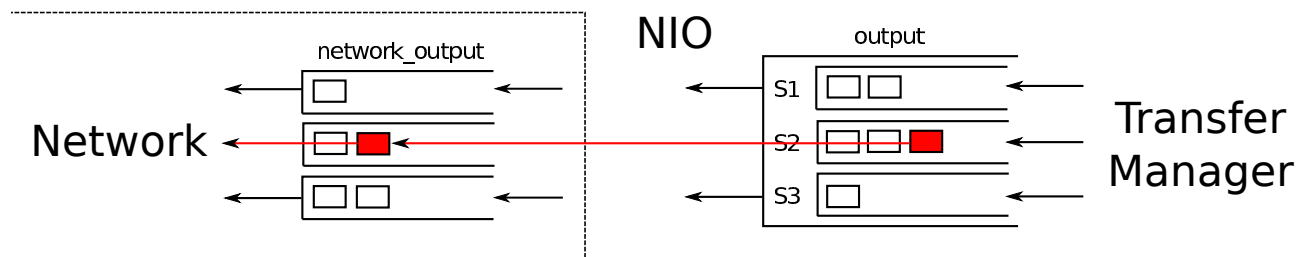 NIO
output
network_output
S1
Network
S2
Transfer
Manager
S3